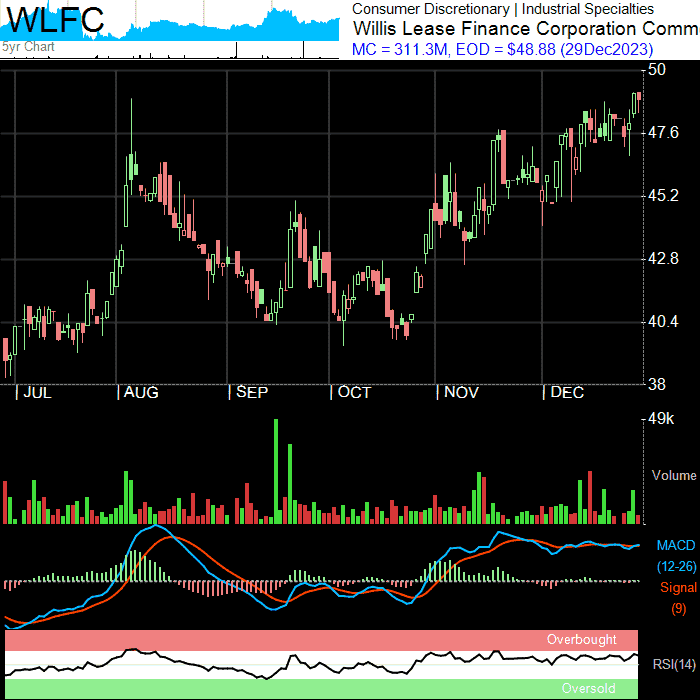 WLFC
5yr Chart
Consumer Discretionary | Industrial Specialties
Willis Lease Finance Corporation Comm
MC = 311.3M, EOD = $48.88 (29Dec2023)
50
47.6
45.2
42.8
40.4
38
JUL
AUG
SEP
OCT
NOV
DEC
49k
Volume
MACD
(12-26)
Signal
(9)
Overbought
RSI(14)
Oversold